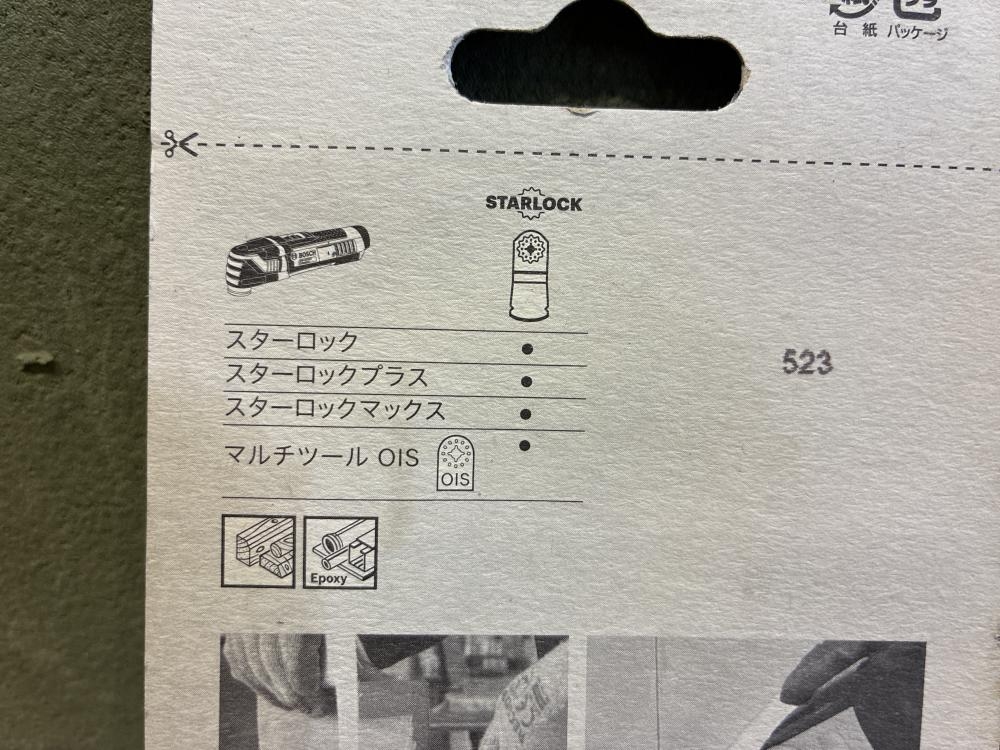 台紙 パッケージ
STARLOCK
BOSCH
スターロック
スターロックプラス
523
スターロックマックス
マルチツール OIS
OIS
Epoxy